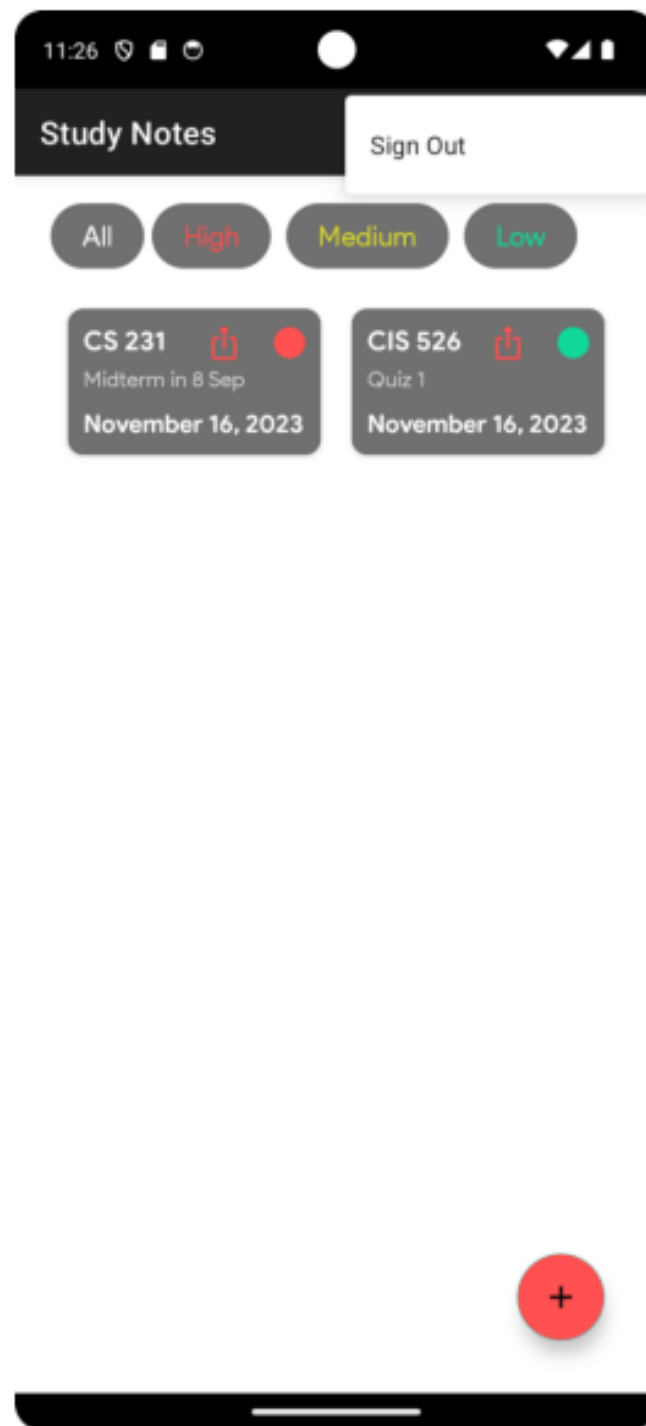 11:26
Study Notes
Sign Out
All High Medium Low
CS 231
Midterm in 8 Sep
November 16, 2023
CIS 526
Quiz 1
November 16, 2023
+